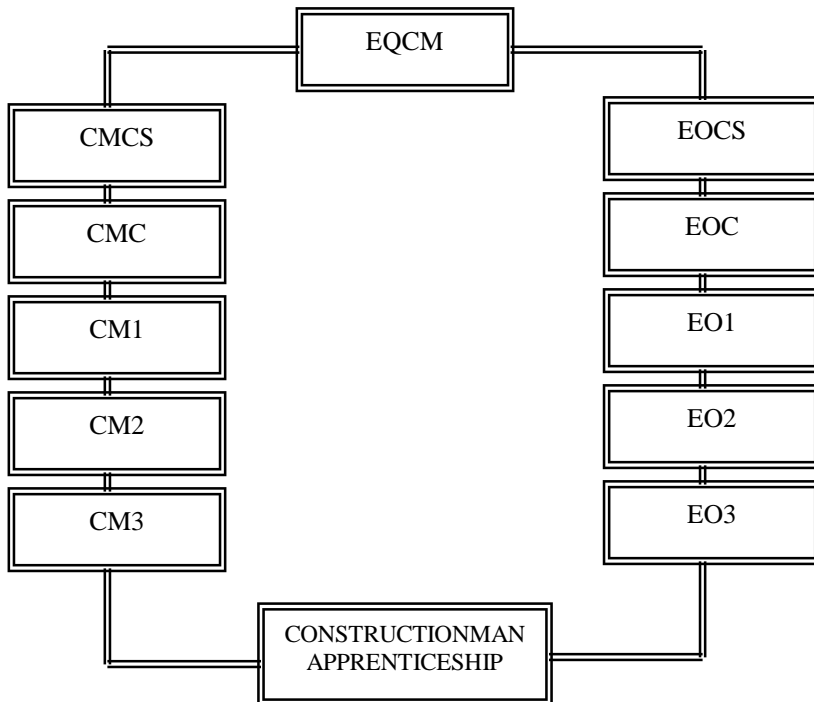 EQCM
CMCS
EOCS
CMC
EOC
CM1
EO1
CM2
EO2
CM3
EO3
CONSTRUCTIONMAN
APPRENTICESHIP